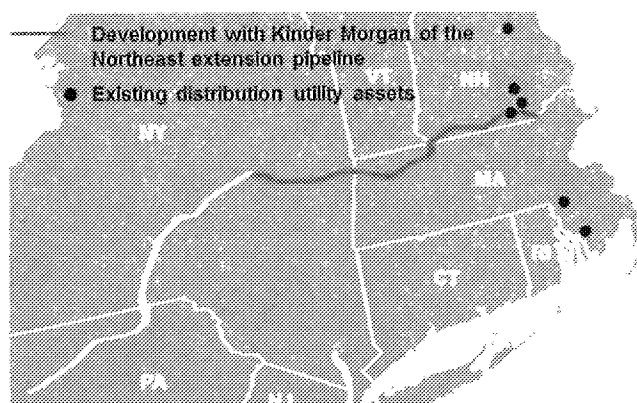 Development with Kinder Morgan of the
Northeast extension pipeline
Existing distribution utility assets
VT
NH
NY
MA
CT
RI
PA
NJ